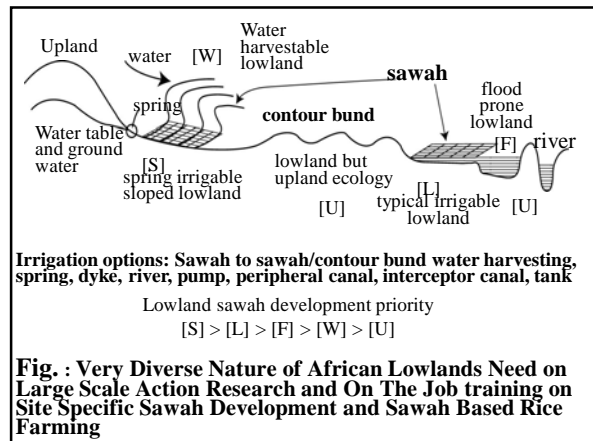 Upland
water
[W]
Water
harvestable
lowland
sawah
spring
contour bund
flood
prone
lowland
[F]
river
Water table
and ground
water
[S]
spring irrigable
sloped lowland
lowland but
upland ecology
[U]
[L]
typical irrigable
lowland
[U]
Irrigation options: Sawah to sawah/contour bund water harvesting,
spring, dyke, river, pump, peripheral canal, interceptor canal, tank
Lowland sawah development priority
[S] > [L] > [F] > [W] > [U]
Fig. : Very Diverse Nature of African Lowlands Need on
Large Scale Action Research and On The Job training on
Site Specific Sawah Development and Sawah Based Rice
Farming